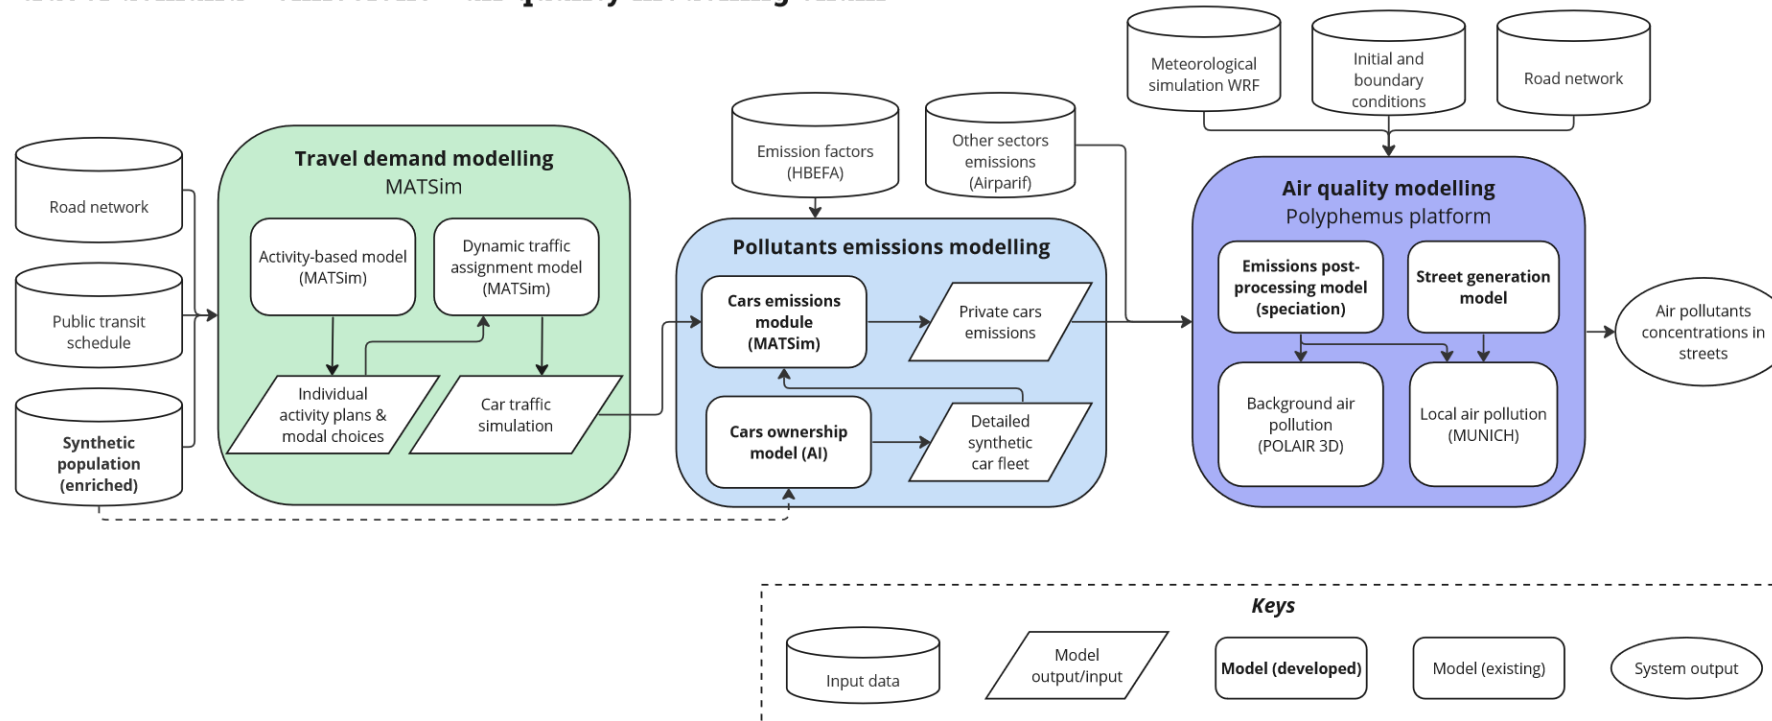 Meteorological
simulation WRF
Initial and
boundary
conditions
Road network
Emission factors
(HBEFA)
Other sectors
emissions
(Airparif)
Road network
Public transit
schedule
Synthetic
population
(enriched)
Travel demand modelling
MATSim
Activity-based model
(MATSim)
Dynamic traffic
assignment model
(MATSim)
Individual
activity plans &
modal choices
Car traffic
simulation
Pollutants emissions modelling
Cars emissions
module
(MATSim)
Private cars
emissions
Cars ownership
model (AI)
Detailed
synthetic
car fleet
Air quality modelling
Polyphemus platform
Emissions post-
processing model
(speciation)
Street generation
model
Background air
pollution
(POLAIR 3D)
Local air pollution
(MUNICH)
Air pollutants
concentrations in
streets
Keys
Input data
Model
output/input
Model (developed)
Model (existing)
System output